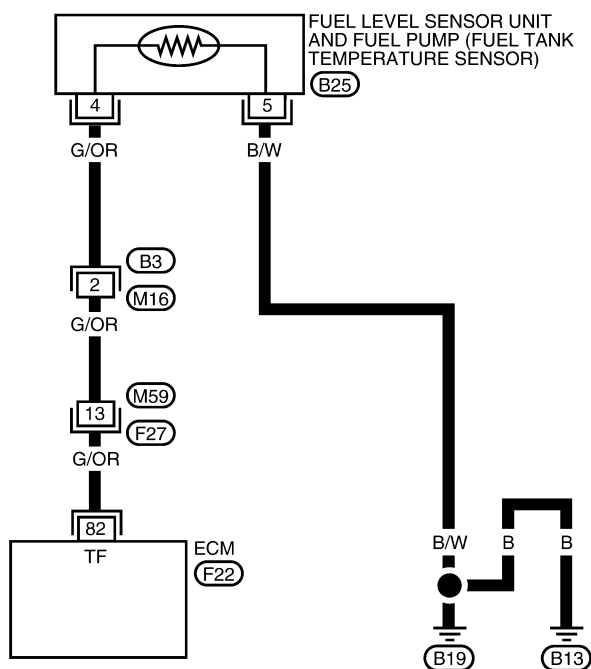 FUEL LEVEL SENSOR UNIT
AND FUEL PUMP (FUEL TANK
TEMPERATURE SENSOR)
B25
4
5
G/OR
B/W
B3
2
M16
G/OR
M59
13
F27
G/OR
82
TF
ECM
F22
B/W
B
B
B19
B13